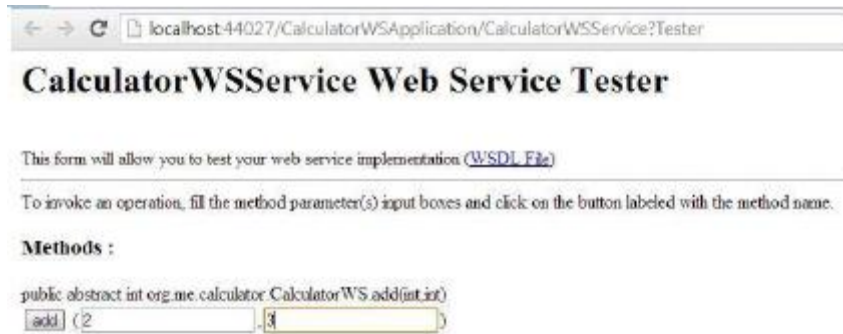 localhost:44027/CalculatorWSApplication/CalculatorWSService?Tester
CalculatorWSService Web Service Tester
This form will allow you to test your web service implementation (WSDL File)
To invoke an operation, fill the method parameter(s) input boxes and click on the button labeled with the method name.
Methods :
public abstract int org.me.calculator.CalculatorWS.add(int,int)
add (2 ,3 )